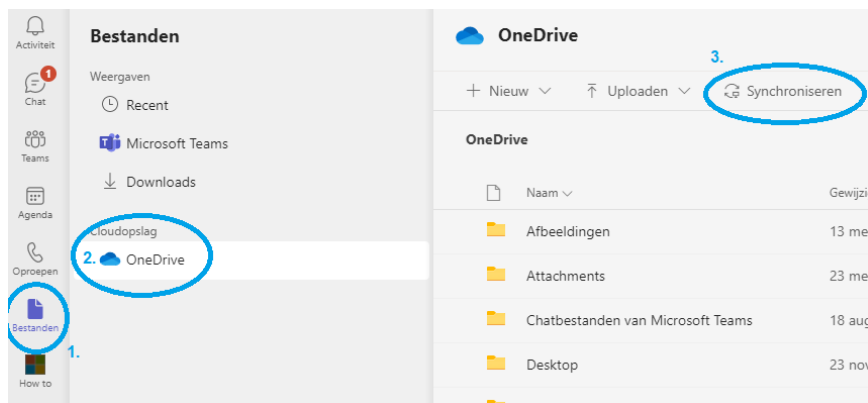 Activiteit
1
Chat
Teams
Agenda
Oproepen
Bestanden
1.
How to
Bestanden
Weergaven
Recent
Microsoft Teams
Downloads
Cloudopslag
2. OneDrive
OneDrive
3.
Nieuw
Uploaden
Synchroniseren
OneDrive
Naam
Afbeeldingen
Attachments
Chatbestanden van Microsoft Teams
Desktop
Gewijzi
13 me
23 me
18 aug
23 nov